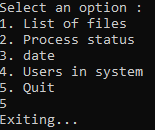 Select an option :
1. List of files
2. Process status
3. date
4. Users in system
5. Quit
5
Exiting...